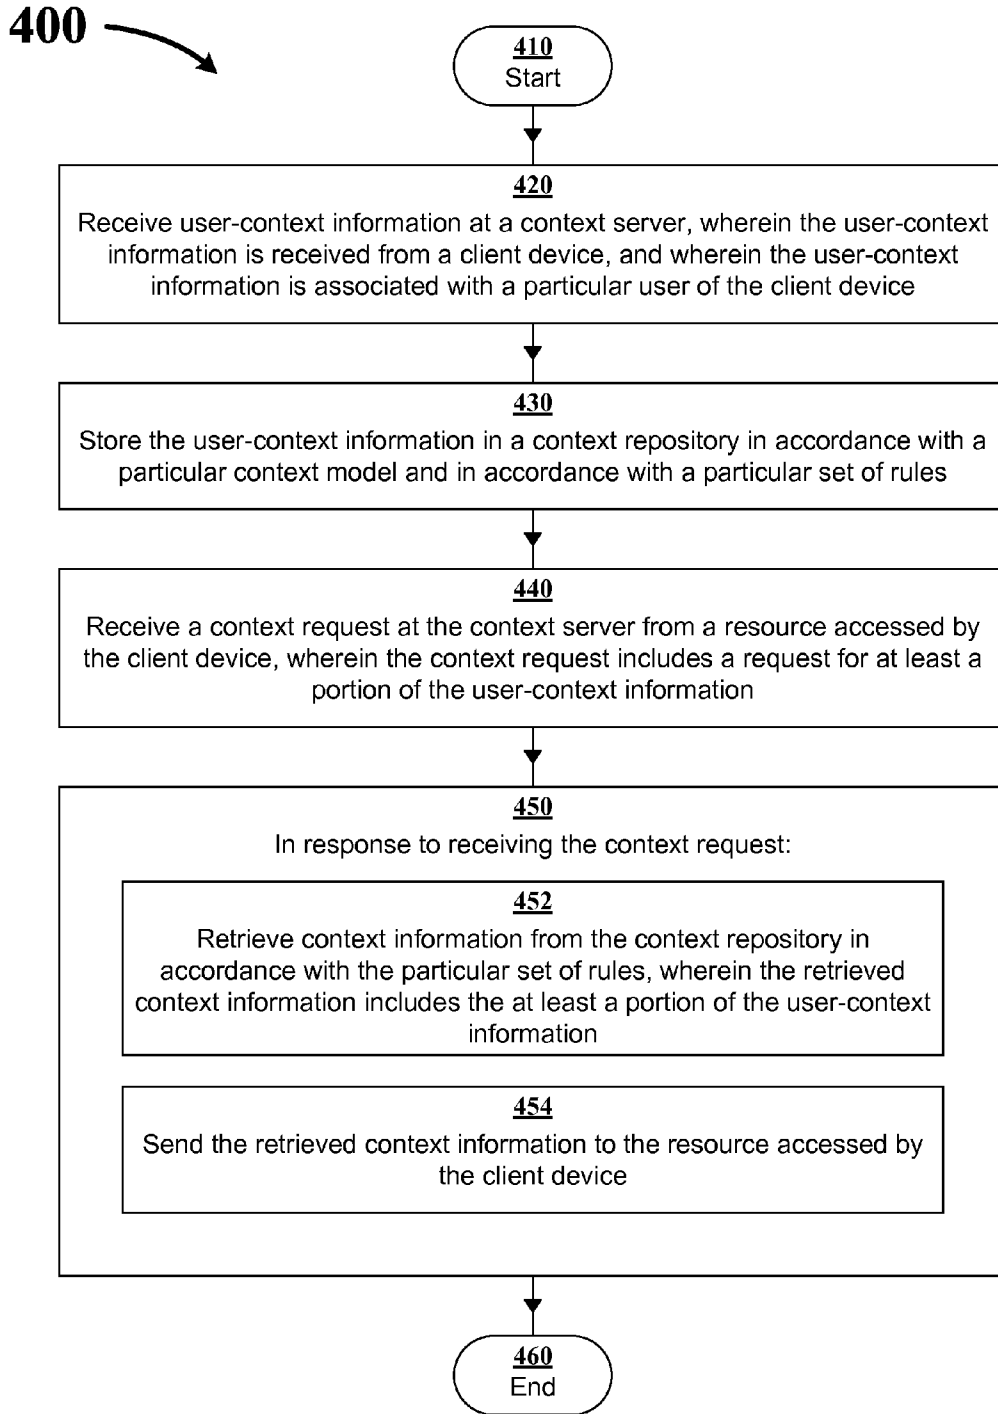 400
410
Start
420
Receive user-context information at a context server, wherein the user-context
information is received from a client device, and wherein the user-context
information is associated with a particular user of the client device
430
Store the user-context information in a context repository in accordance with a
particular context model and in accordance with a particular set of rules
440
Receive a context request at the context server from a resource accessed by
the client device, wherein the context request includes a request for at least a
portion of the user-context information
450
In response to receiving the context request:
452
Retrieve context information from the context repository in
accordance with the particular set of rules, wherein the retrieved
context information includes the at least a portion of the user-context
information
454
Send the retrieved context information to the resource accessed by
the client device
460
End